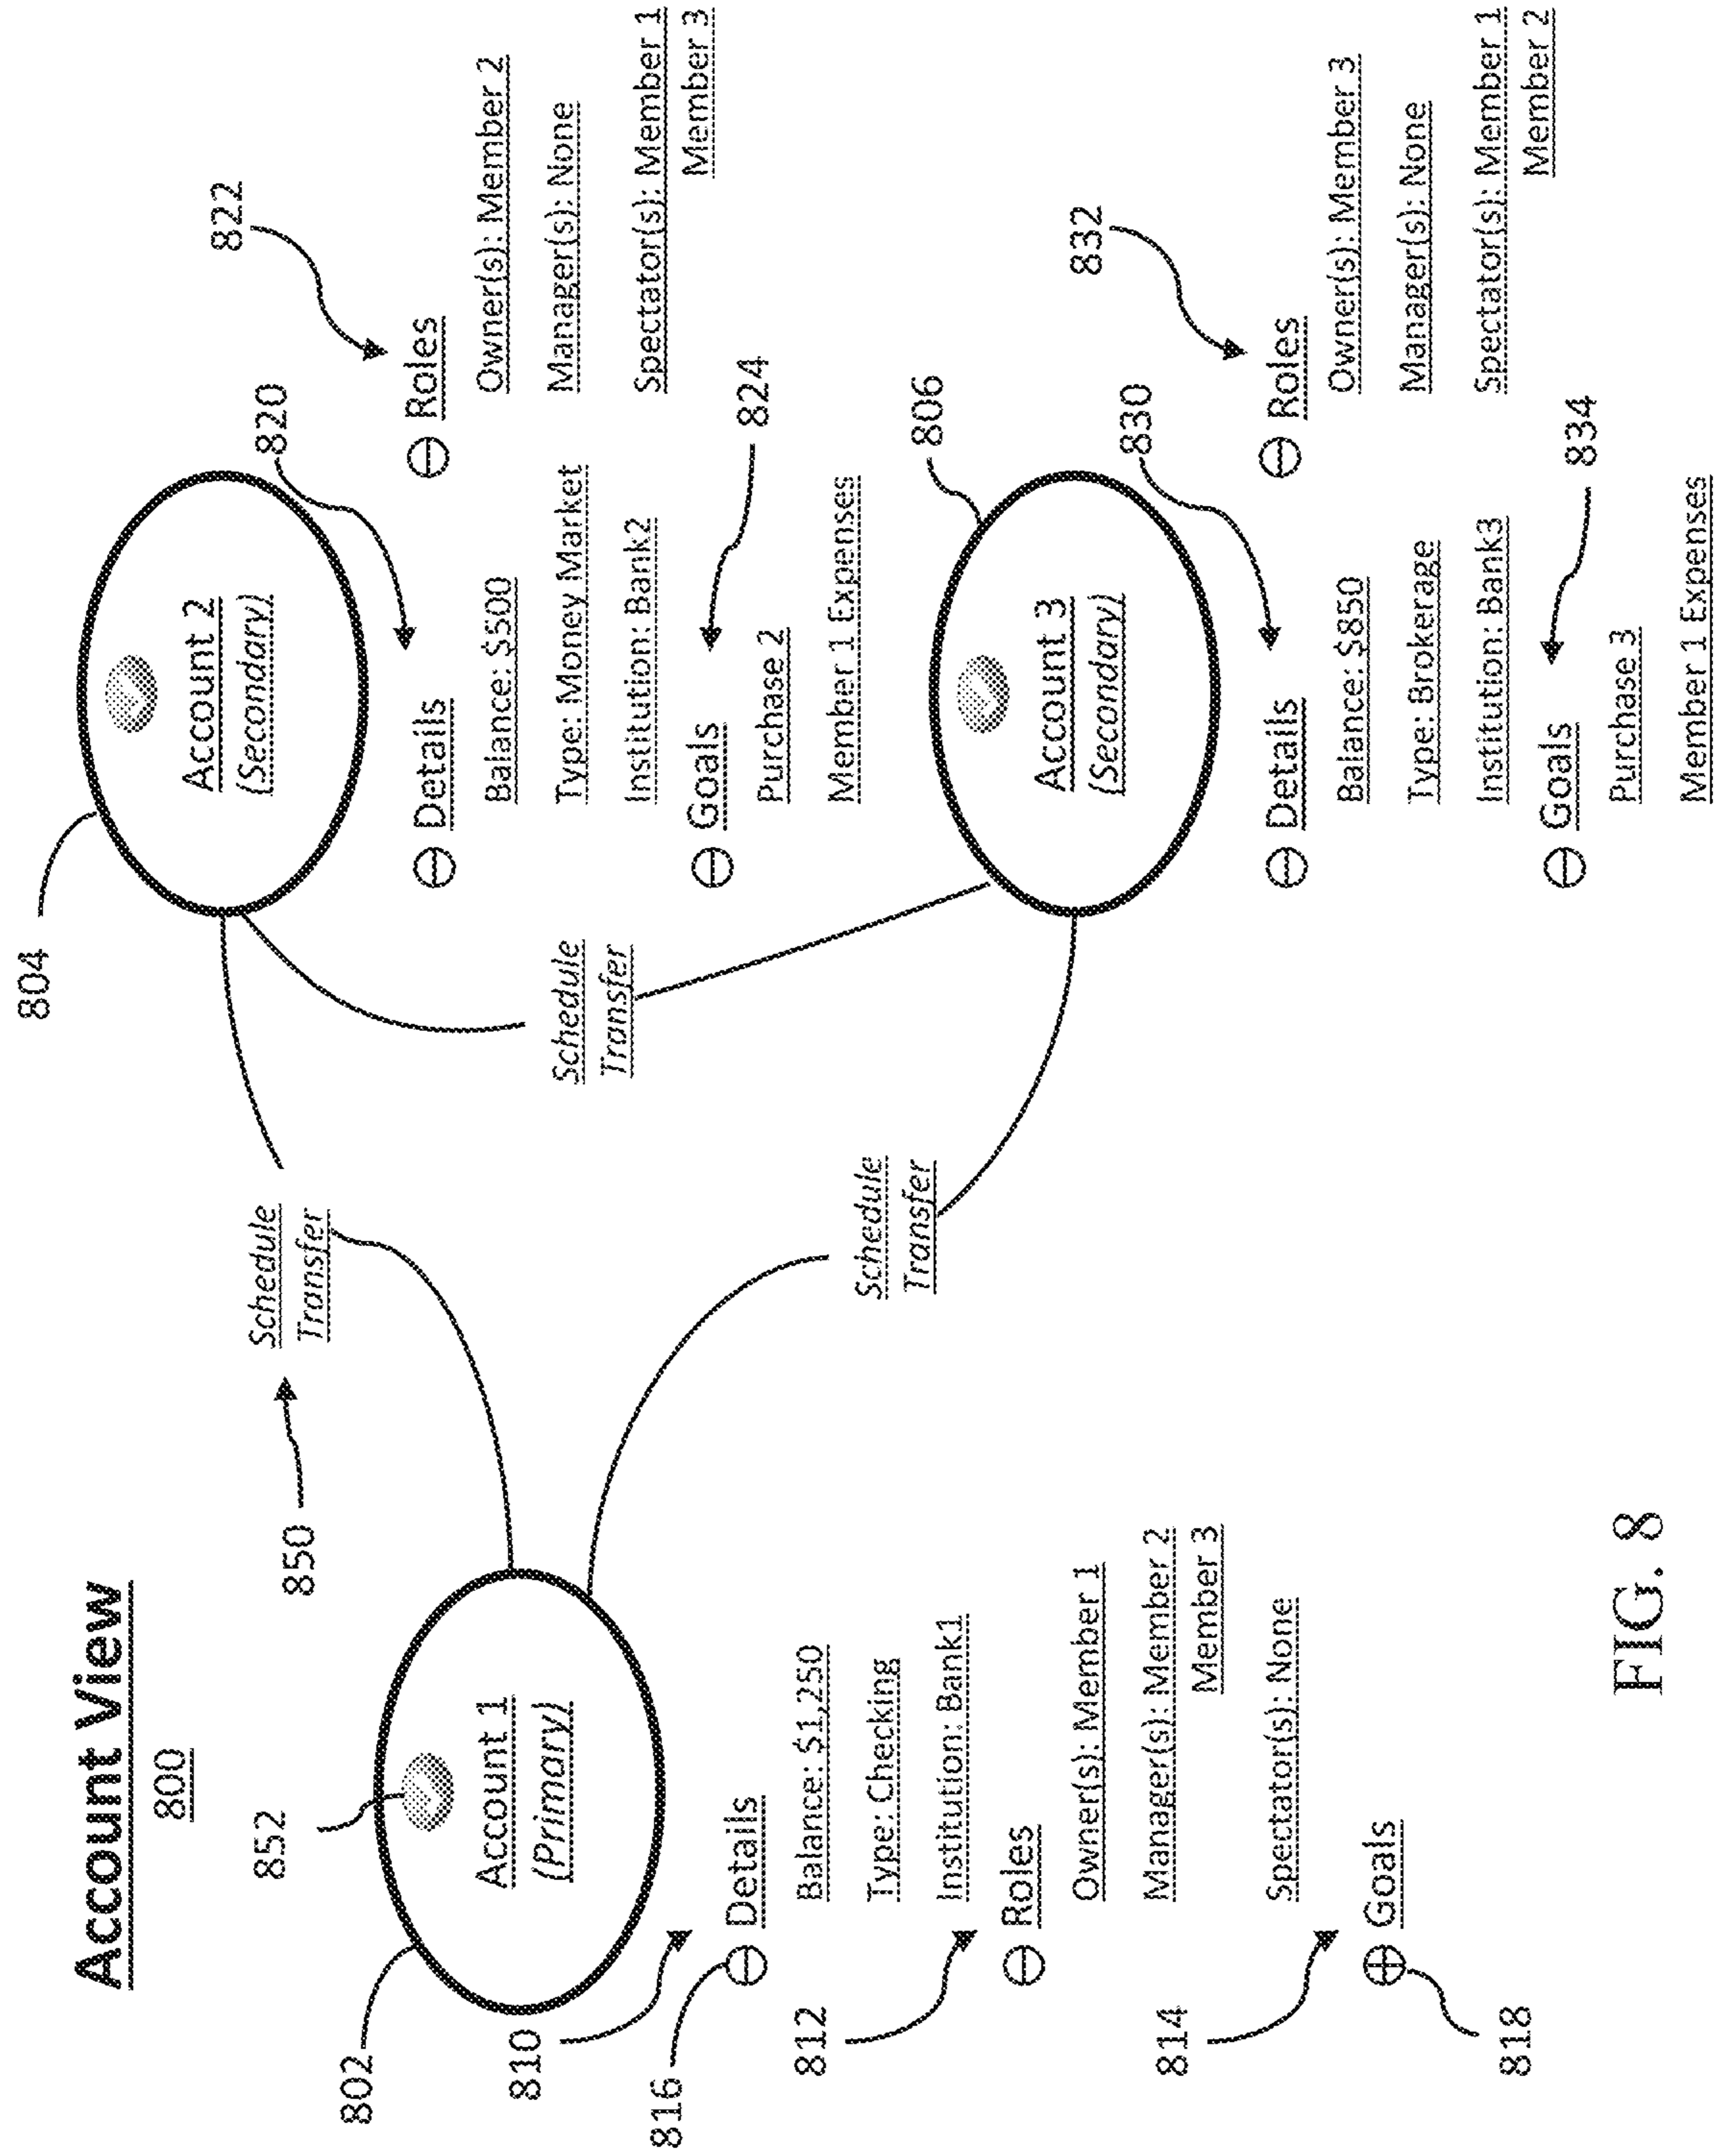 Account View
800
804
822
Account 2
(Secondary)
820
Roles
Owner(s): Member 2
Manager(s): None
Spectator(s): Member 1
Member 3
Details
Balance: $500
Type: Money Market
Institution: Bank2
824
Goals
Purchase 2
Member 1 Expenses
850
Schedule
Transfer
Schedule
Transfer
Schedule
Transfer
852
802
Account 1
(Primary)
810
816
Details
Balance: $1,250
Type: Checking
Institution: Bank1
812
Roles
Owner(s): Member 1
Manager(s): Member 2
Member 3
Spectator(s): None
814
Goals
818
806
Account 3
(Secondary)
830
832
Roles
Owner(s): Member 3
Manager(s): None
Spectator(s): Member 1
Member 2
Details
Balance: $850
Type: Brokerage
Institution: Bank3
834
Goals
Purchase 3
Member 1 Expenses
FIG. 8